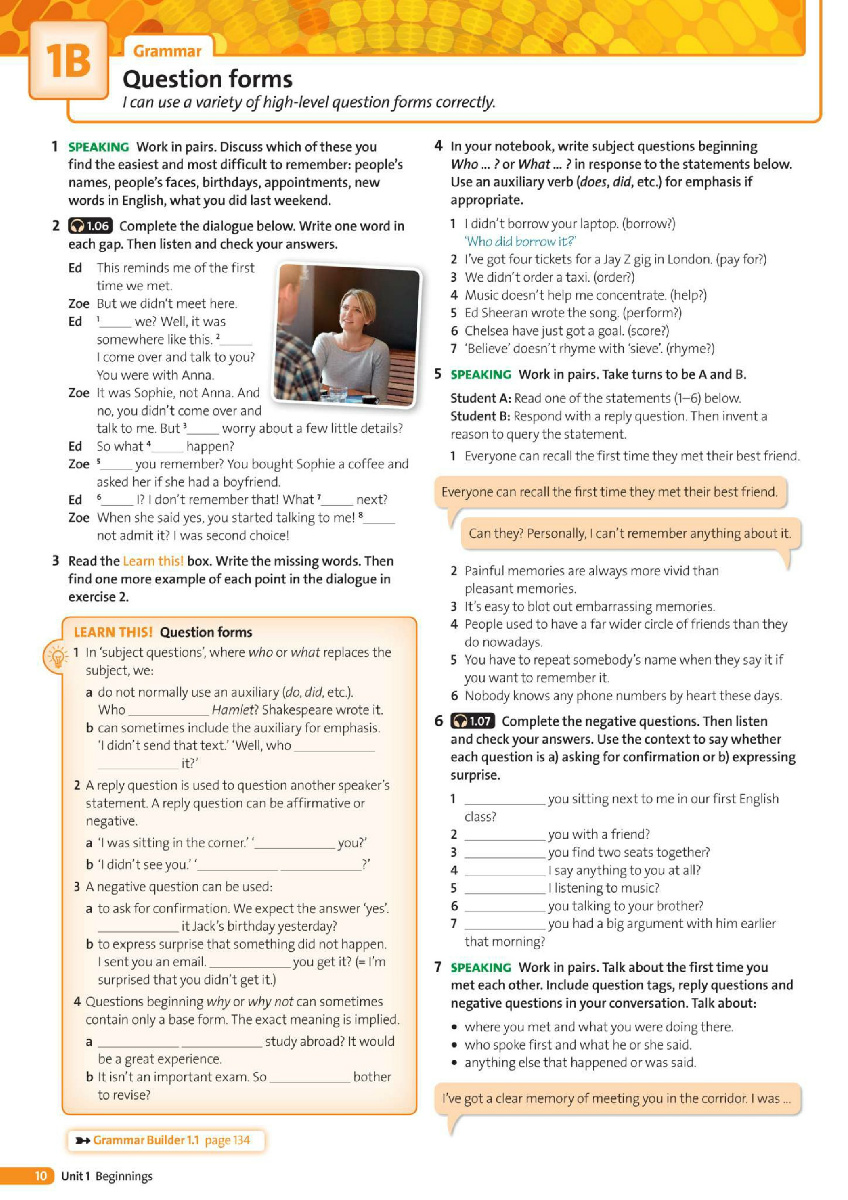 1B
Grammar
Question forms
I can use a variety of high-level question forms correctly.
1 SPEAKING Work in pairs. Discuss which of these you
find the easiest and most difficult to remember: people's
names, people's faces, birthdays, appointments, new
words in English, what you did last weekend.
2 1.06 Complete the dialogue below. Write one word in
each gap. Then listen and check your answers.
Ed This reminds me of the first
time we met.
Zoe But we didn't meet here.
Ed 1_____ we? Well, it was
somewhere like this. 2_____
I come over and talk to you?
You were with Anna.
Zoe It was Sophie, not Anna. And
no, you didn't come over and
talk to me. But 3_____ worry about a few little details?
Ed So what 4_____ happen?
Zoe 5_____ you remember? You bought Sophie a coffee and
asked her if she had a boyfriend.
Ed 6_____ I? I don't remember that! What 7_____ next?
Zoe When she said yes, you started talking to me! 8_____
not admit it? I was second choice!
3 Read the Learn this! box. Write the missing words. Then
find one more example of each point in the dialogue in
exercise 2.
LEARN THIS! Question forms
1 In 'subject questions', where who or what replaces the
subject, we:
a do not normally use an auxiliary (do, did, etc.).
Who ____________ Hamlet? Shakespeare wrote it.
b can sometimes include the auxiliary for emphasis.
'I didn't send that text.' 'Well, who ____________
____________ it?'
2 A reply question is used to question another speaker's
statement. A reply question can be affirmative or
negative.
a 'I was sitting in the corner.' '____________ you?'
b 'I didn't see you.' '____________ ____________?'
3 A negative question can be used:
a to ask for confirmation. We expect the answer 'yes'.
____________ it Jack's birthday yesterday?
b to express surprise that something did not happen.
I sent you an email. ____________ you get it? (= I'm
surprised that you didn't get it.)
4 Questions beginning why or why not can sometimes
contain only a base form. The exact meaning is implied.
a ____________ ____________ study abroad? It would
be a great experience.
b It isn't an important exam. So ____________ bother
to revise?
Grammar Builder 1.1 page 134
10 Unit 1 Beginnings
4 In your notebook, write subject questions beginning
Who ... ? or What ... ? in response to the statements below.
Use an auxiliary verb (does, did, etc.) for emphasis if
appropriate.
1 I didn't borrow your laptop. (borrow?)
'Who did borrow it?'
2 I've got four tickets for a Jay Z gig in London. (pay for?)
3 We didn't order a taxi. (order?)
4 Music doesn't help me concentrate. (help?)
5 Ed Sheeran wrote the song. (perform?)
6 Chelsea have just got a goal. (score?)
7 'Believe' doesn't rhyme with 'sieve'. (rhyme?)
5 SPEAKING Work in pairs. Take turns to be A and B.
Student A: Read one of the statements (1–6) below.
Student B: Respond with a reply question. Then invent a
reason to query the statement.
1 Everyone can recall the first time they met their best friend.
Everyone can recall the first time they met their best friend.
Can they? Personally, I can't remember anything about it.
2 Painful memories are always more vivid than
pleasant memories.
3 It's easy to blot out embarrassing memories.
4 People used to have a far wider circle of friends than they
do nowadays.
5 You have to repeat somebody's name when they say it if
you want to remember it.
6 Nobody knows any phone numbers by heart these days.
6 1.07 Complete the negative questions. Then listen
and check your answers. Use the context to say whether
each question is a) asking for confirmation or b) expressing
surprise.
1 ____________ you sitting next to me in our first English
class?
2 ____________ you with a friend?
3 ____________ you find two seats together?
4 ____________ I say anything to you at all?
5 ____________ I listening to music?
6 ____________ you talking to your brother?
7 ____________ you had a big argument with him earlier
that morning?
7 SPEAKING Work in pairs. Talk about the first time you
met each other. Include question tags, reply questions and
negative questions in your conversation. Talk about:
• where you met and what you were doing there.
• who spoke first and what he or she said.
• anything else that happened or was said.
I've got a clear memory of meeting you in the corridor. I was ...